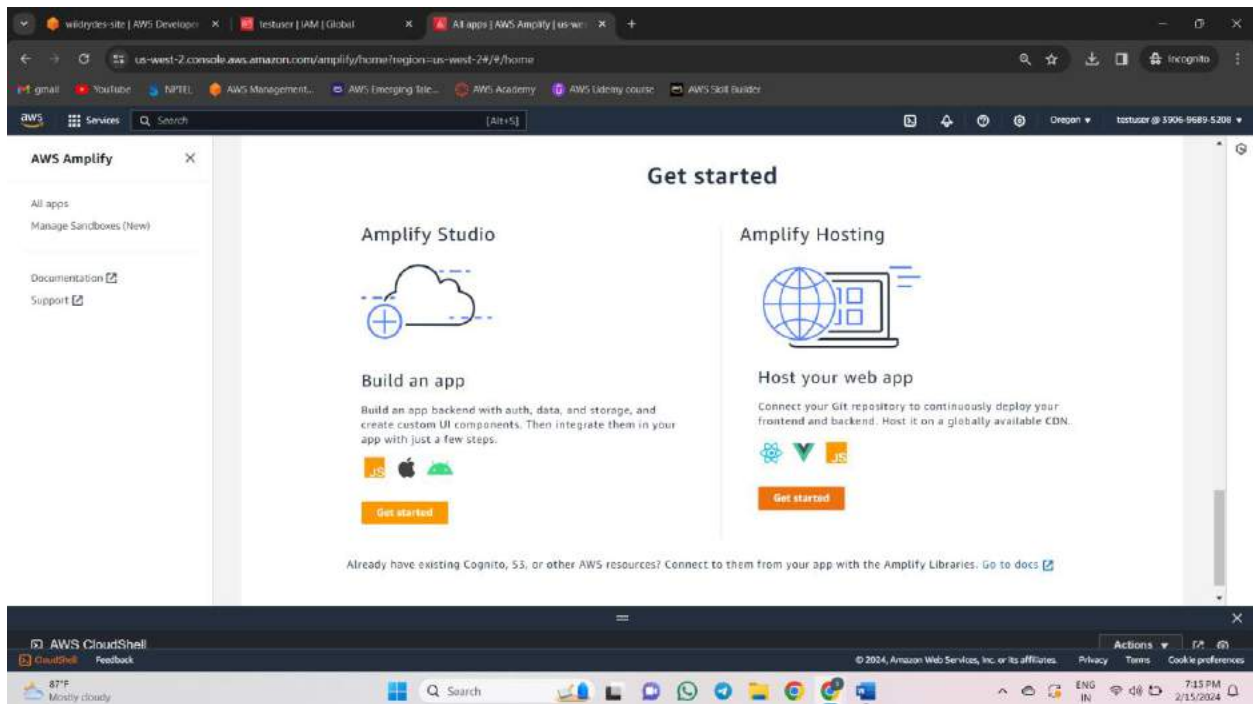 wildrydes-site | AWS Developer
testuser | IAM | Global
All apps | AWS Amplify | us-we
us-west-2.console.aws.amazon.com/amplify/home?region=us-west-2#/#/home
Incognito
gmail
YouTube
NPTEL
AWS Management...
AWS Emerging Tale...
AWS Academy
AWS Udemy course
AWS Skill Builder
aws
Services
Search
[Alt+S]
Oregon
testuser @ 3906-9689-5208
AWS Amplify
All apps
Manage Sandboxes (New)
Documentation
Support
Get started
Amplify Studio
Build an app
Build an app backend with auth, data, and storage, and
create custom UI components. Then integrate them in your
app with just a few steps.
JS
Get started
Amplify Hosting
Host your web app
Connect your Git repository to continuously deploy your
frontend and backend. Host it on a globally available CDN.
JS
Get started
Already have existing Cognito, S3, or other AWS resources? Connect to them from your app with the Amplify Libraries. Go to docs
AWS CloudShell
Actions
CloudShell
Feedback
© 2024, Amazon Web Services, Inc. or its affiliates.
Privacy
Terms
Cookie preferences
87°F
Mostly cloudy
Search
ENG
IN
7:15 PM
2/15/2024